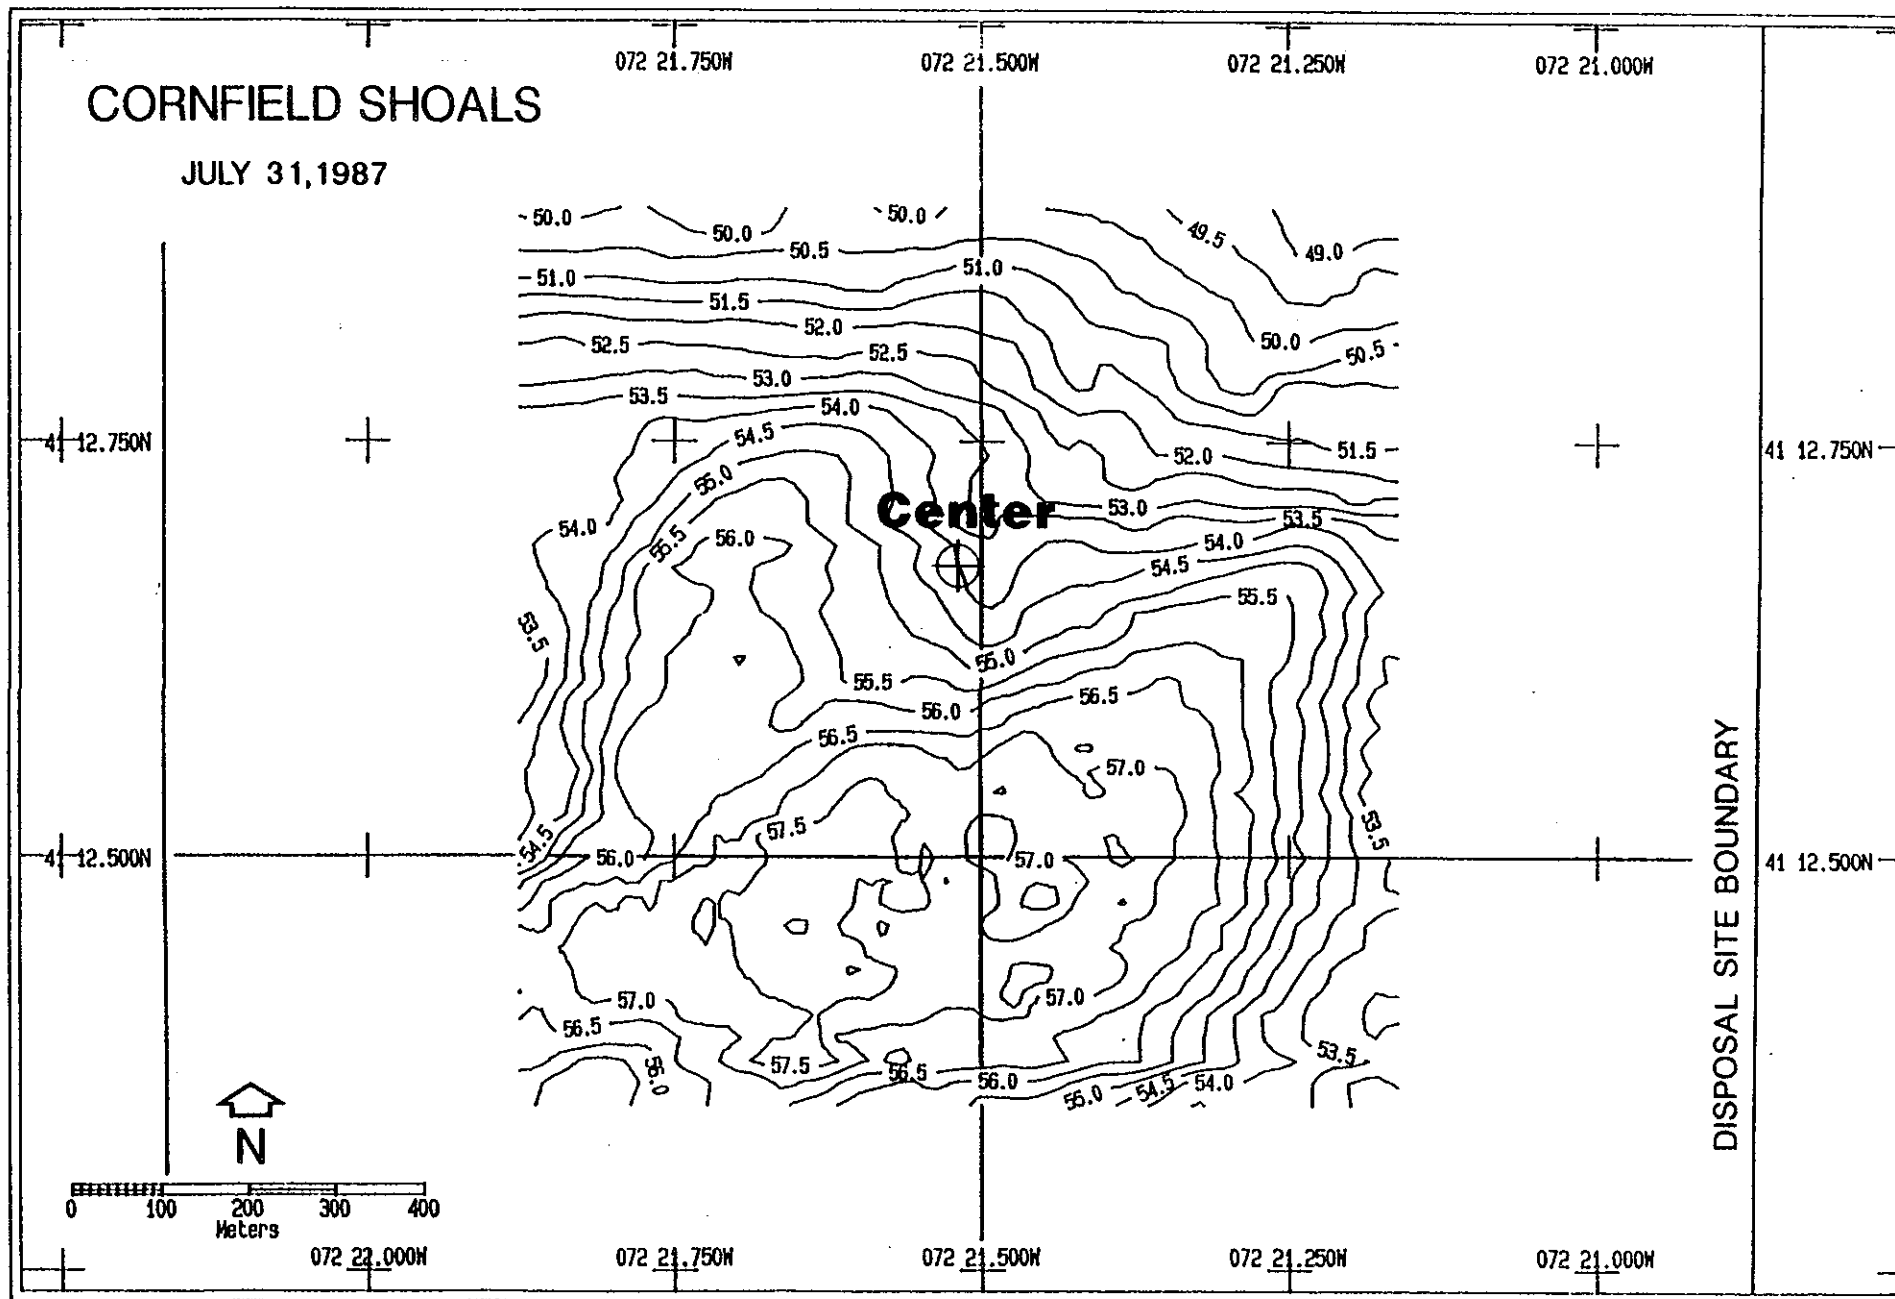 072 21.750W 072 21.500W 072 21.250W 072 21.000W
CORNFIELD SHOALS
JULY 31,1987
50.0 50.0 50.0 49.5 49.0
50.5
51.0 51.0
51.5
52.0 50.0
52.5 52.5 50.5
53.0
53.5 54.0
54.5
41 12.750N 52.0 51.5 41 12.750N
55.0
Center 53.0 53.5
54.0 55.5 56.0 54.0
54.5
55.5
53.5
55.0
55.5 56.5
56.0
56.5
57.0
57.5 53.5
54.5
41 12.500N 56.0 57.0 41 12.500N
57.0 57.0
56.5
53.5
56.0 57.5 56.5 56.0 55.0 54.5 54.0
DISPOSAL SITE BOUNDARY
N
0 100 200 300 400
Meters
072 22.000W 072 21.750W 072 21.500W 072 21.250W 072 21.000W